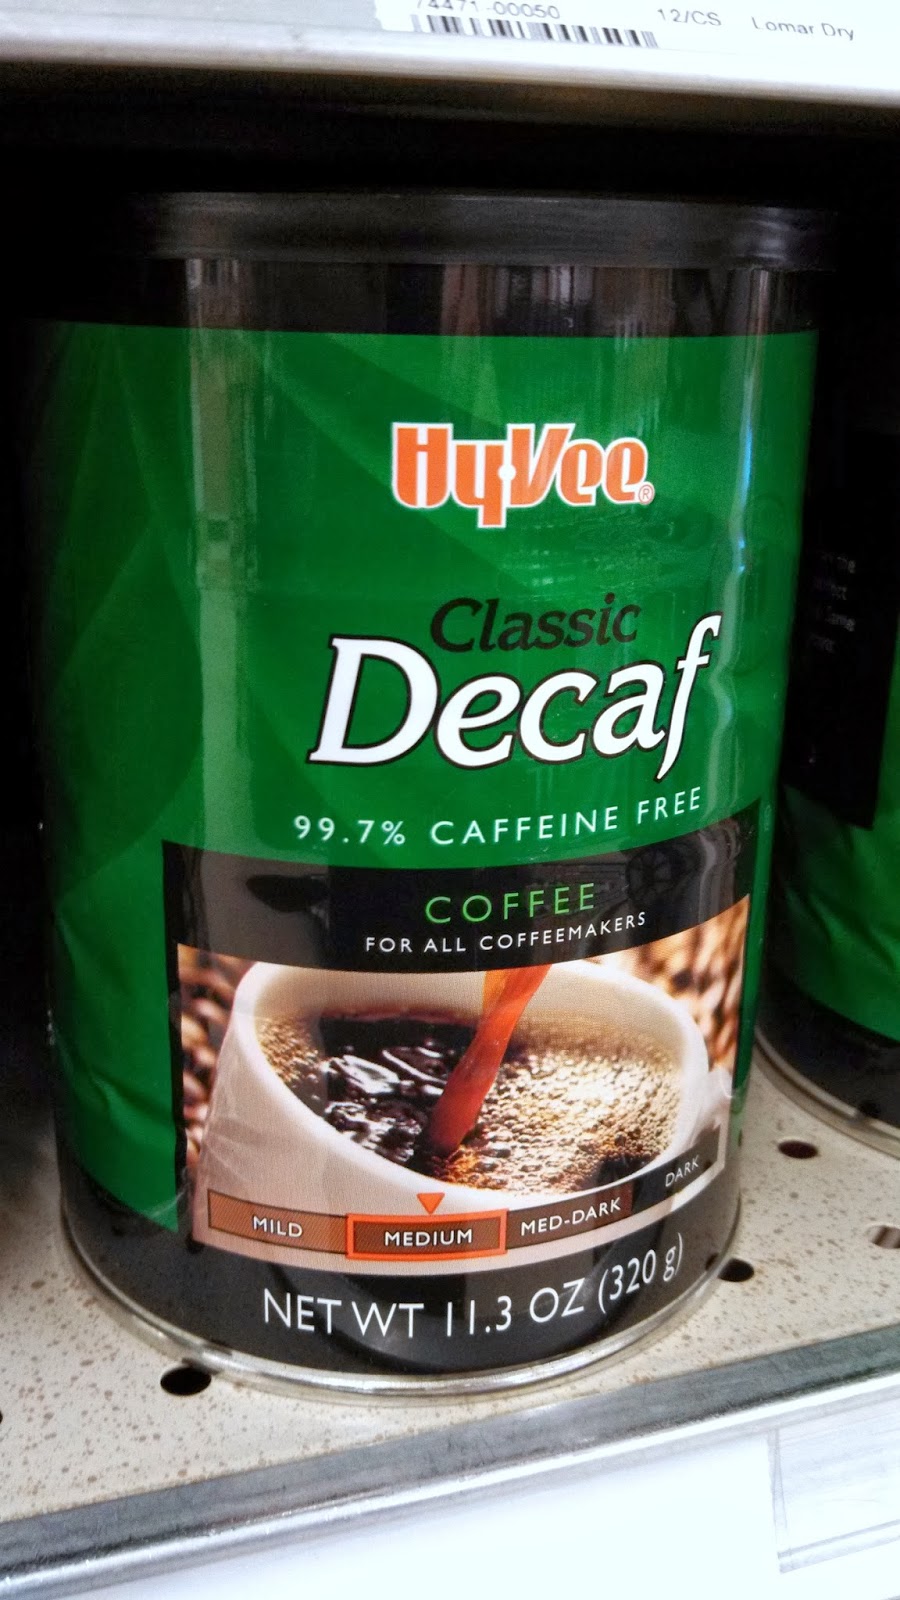 74471-00050 12/CS Lomar Dry
HyVee®
Classic
Decaf
99.7% CAFFEINE FREE
COFFEE
FOR ALL COFFEEMAKERS
MILD MEDIUM MED-DARK DARK
NET WT 11.3 OZ (320 g)